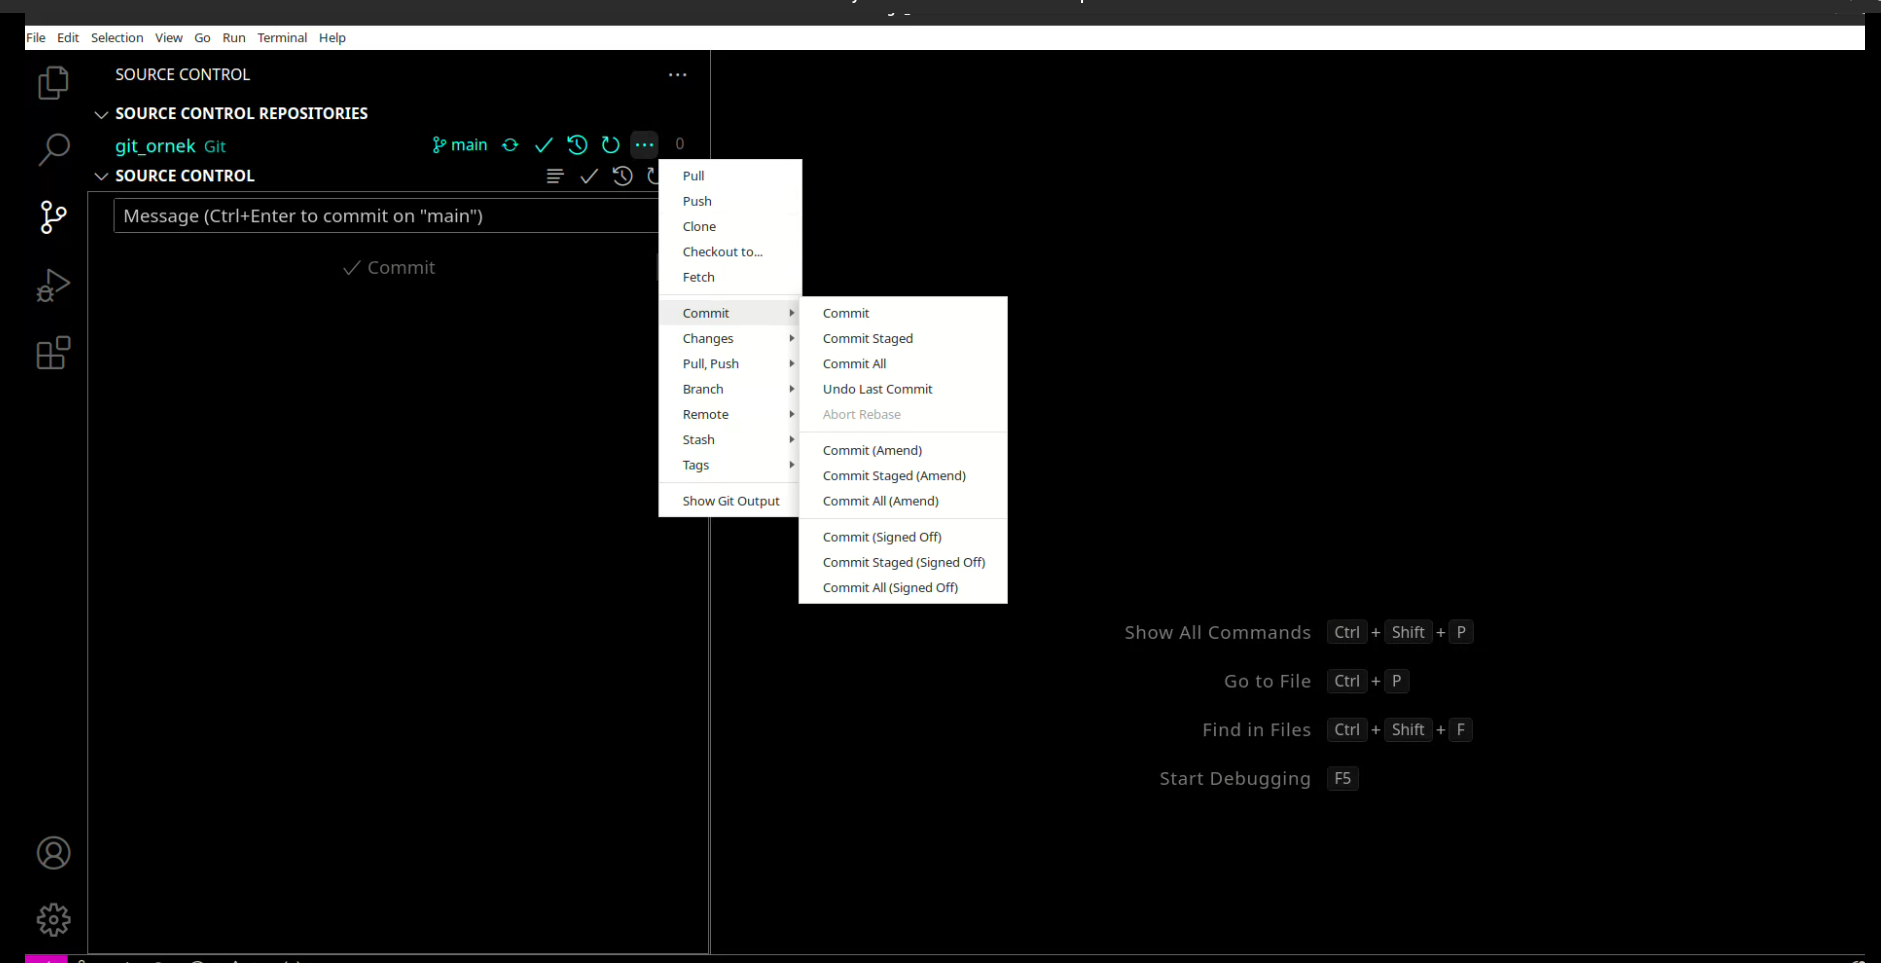 File Edit Selection View Go Run Terminal Help
SOURCE CONTROL
SOURCE CONTROL REPOSITORIES
git_ornek Git main 0
SOURCE CONTROL
Message (Ctrl+Enter to commit on "main")
Commit
Pull
Push
Clone
Checkout to...
Fetch
Commit
Changes
Pull, Push
Branch
Remote
Stash
Tags
Show Git Output
Commit
Commit Staged
Commit All
Undo Last Commit
Abort Rebase
Commit (Amend)
Commit Staged (Amend)
Commit All (Amend)
Commit (Signed Off)
Commit Staged (Signed Off)
Commit All (Signed Off)
Show All Commands Ctrl + Shift + P
Go to File Ctrl + P
Find in Files Ctrl + Shift + F
Start Debugging F5